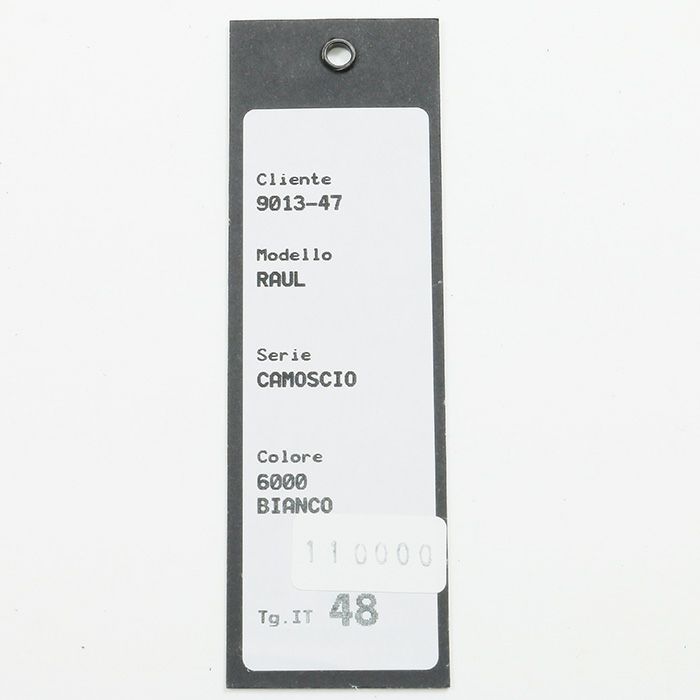 Cliente
9013-47
Modello
RAUL
Serie
CAMOSCIO
Colore
6000
BIANCO
110000
Tg.IT 48